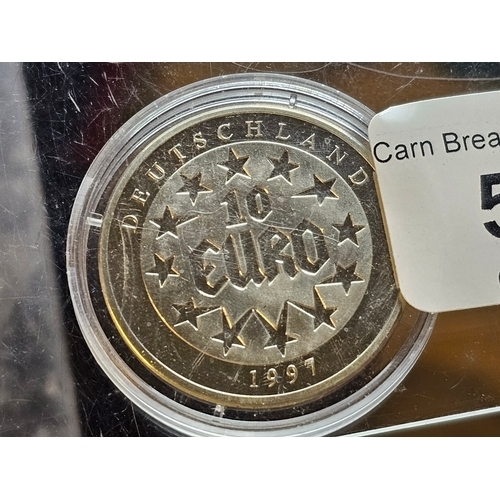 DEUTSCHLAND
10
EURO
1997
Carn Brea
5